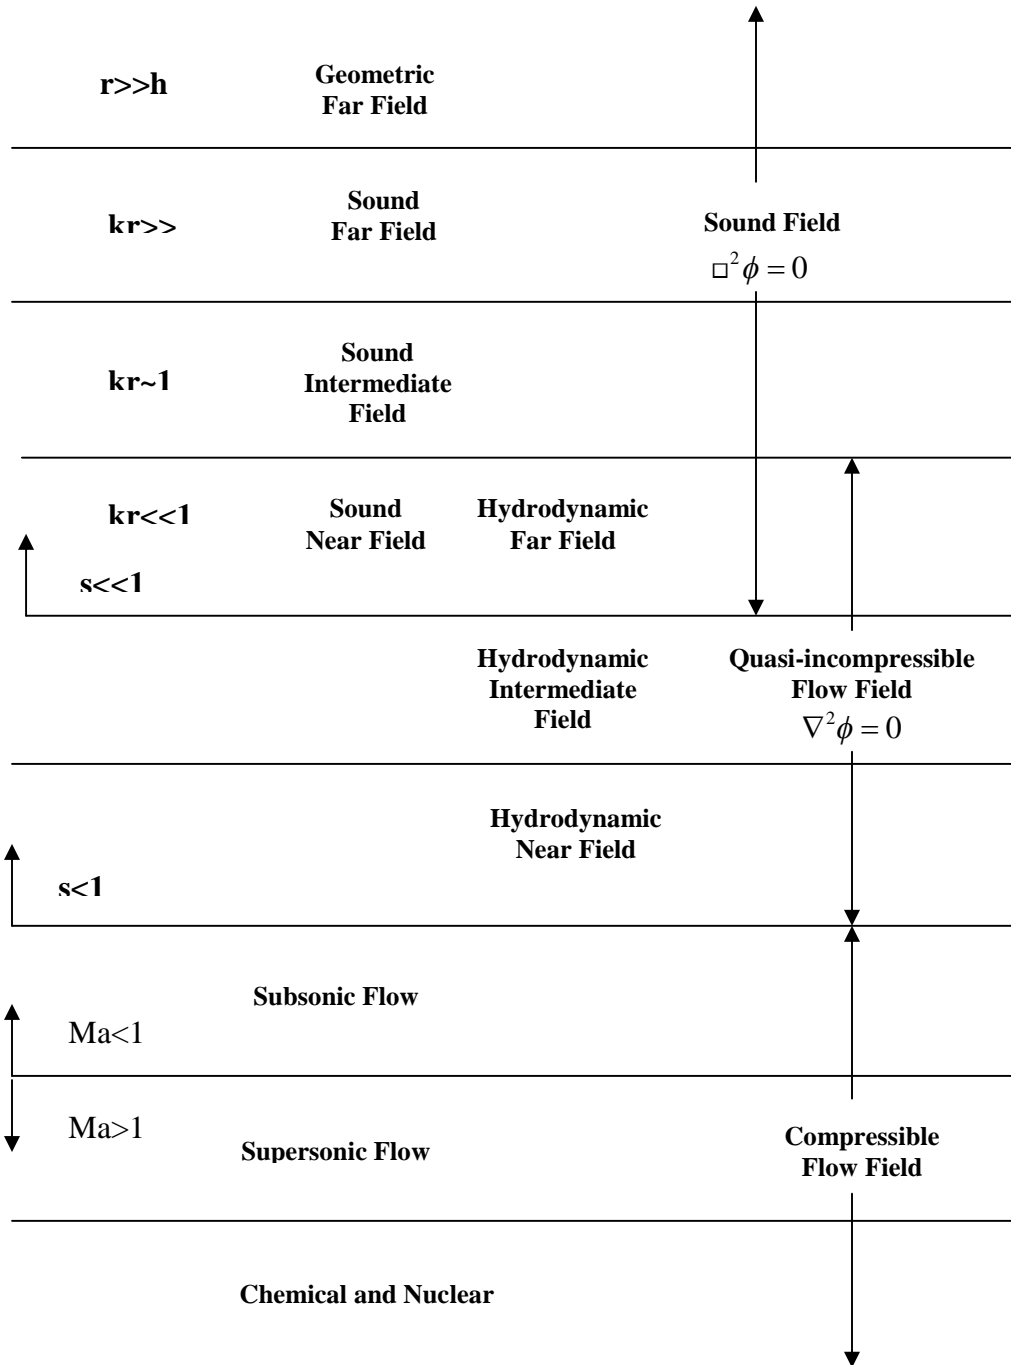 r>>h
Geometric
Far Field
kr>>
Sound
Far Field
Sound Field
□²ϕ = 0
kr~1
Sound
Intermediate
Field
kr<<1
Sound
Near Field
Hydrodynamic
Far Field
s<<1
Hydrodynamic
Intermediate
Field
Quasi-incompressible
Flow Field
∇²ϕ = 0
Hydrodynamic
Near Field
s<1
Subsonic Flow
Ma<1
Ma>1
Supersonic Flow
Compressible
Flow Field
Chemical and Nuclear